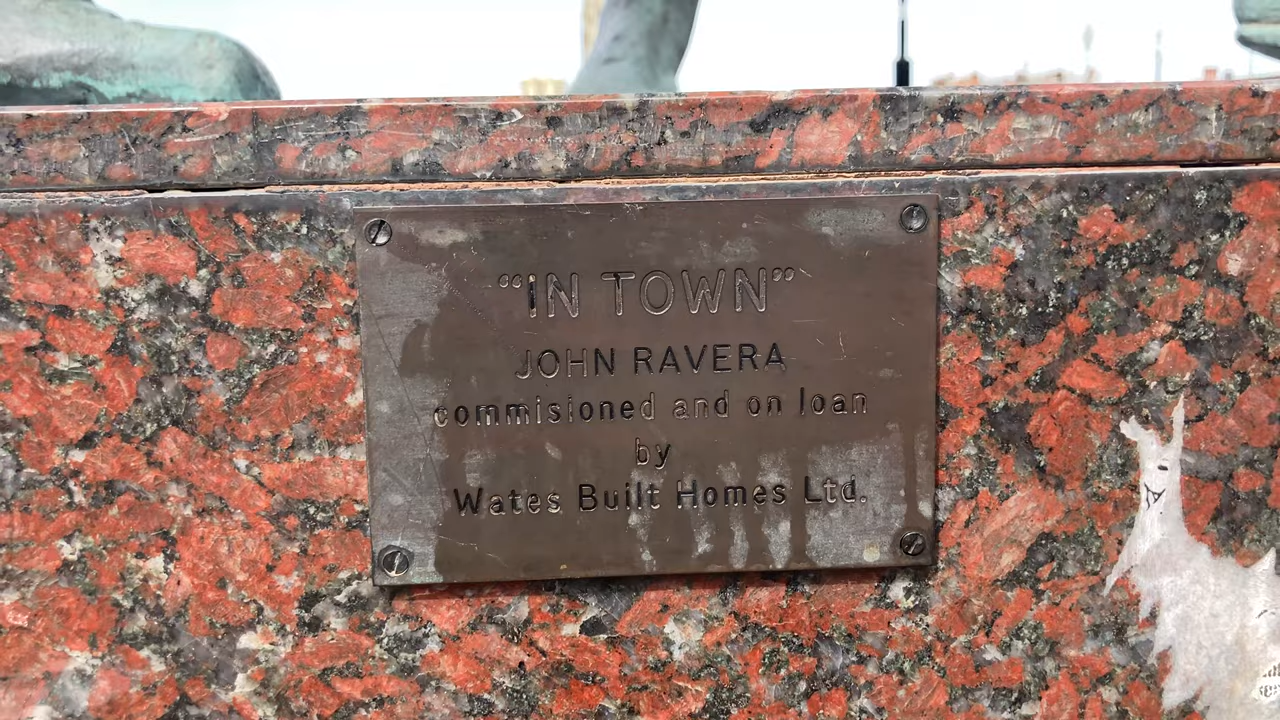 “IN TOWN”
JOHN RAVERA
commisioned and on loan
by
Wates Built Homes Ltd.